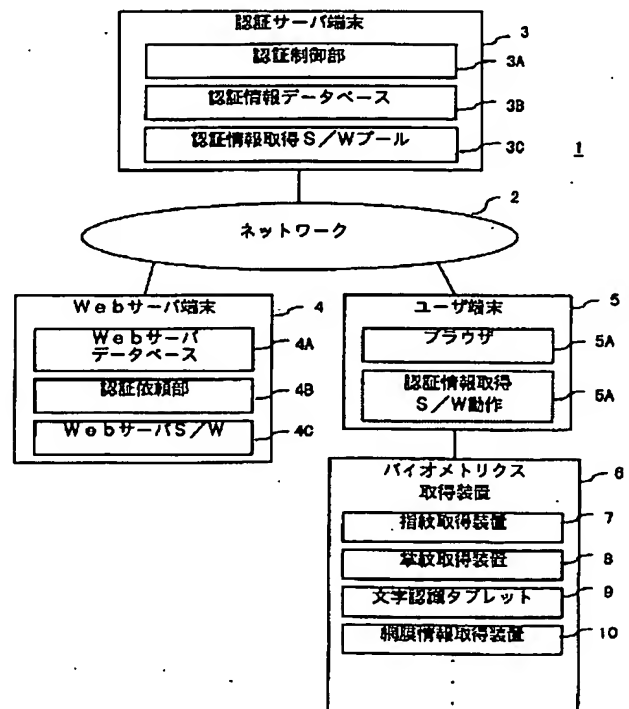 認証サーバ端末
3
認証制御部
3A
認証情報データベース
3B
認証情報取得S/Wプール
3C
1
2
ネットワーク
Webサーバ端末
4
Webサーバ
データベース
4A
認証依頼部
4B
WebサーバS/W
4C
ユーザ端末
5
ブラウザ
5A
認証情報取得
S/W動作
5A
バイオメトリクス
取得装置
6
指紋取得装置
7
掌紋取得装置
8
文字認識タブレット
9
網膜情報取得装置
10